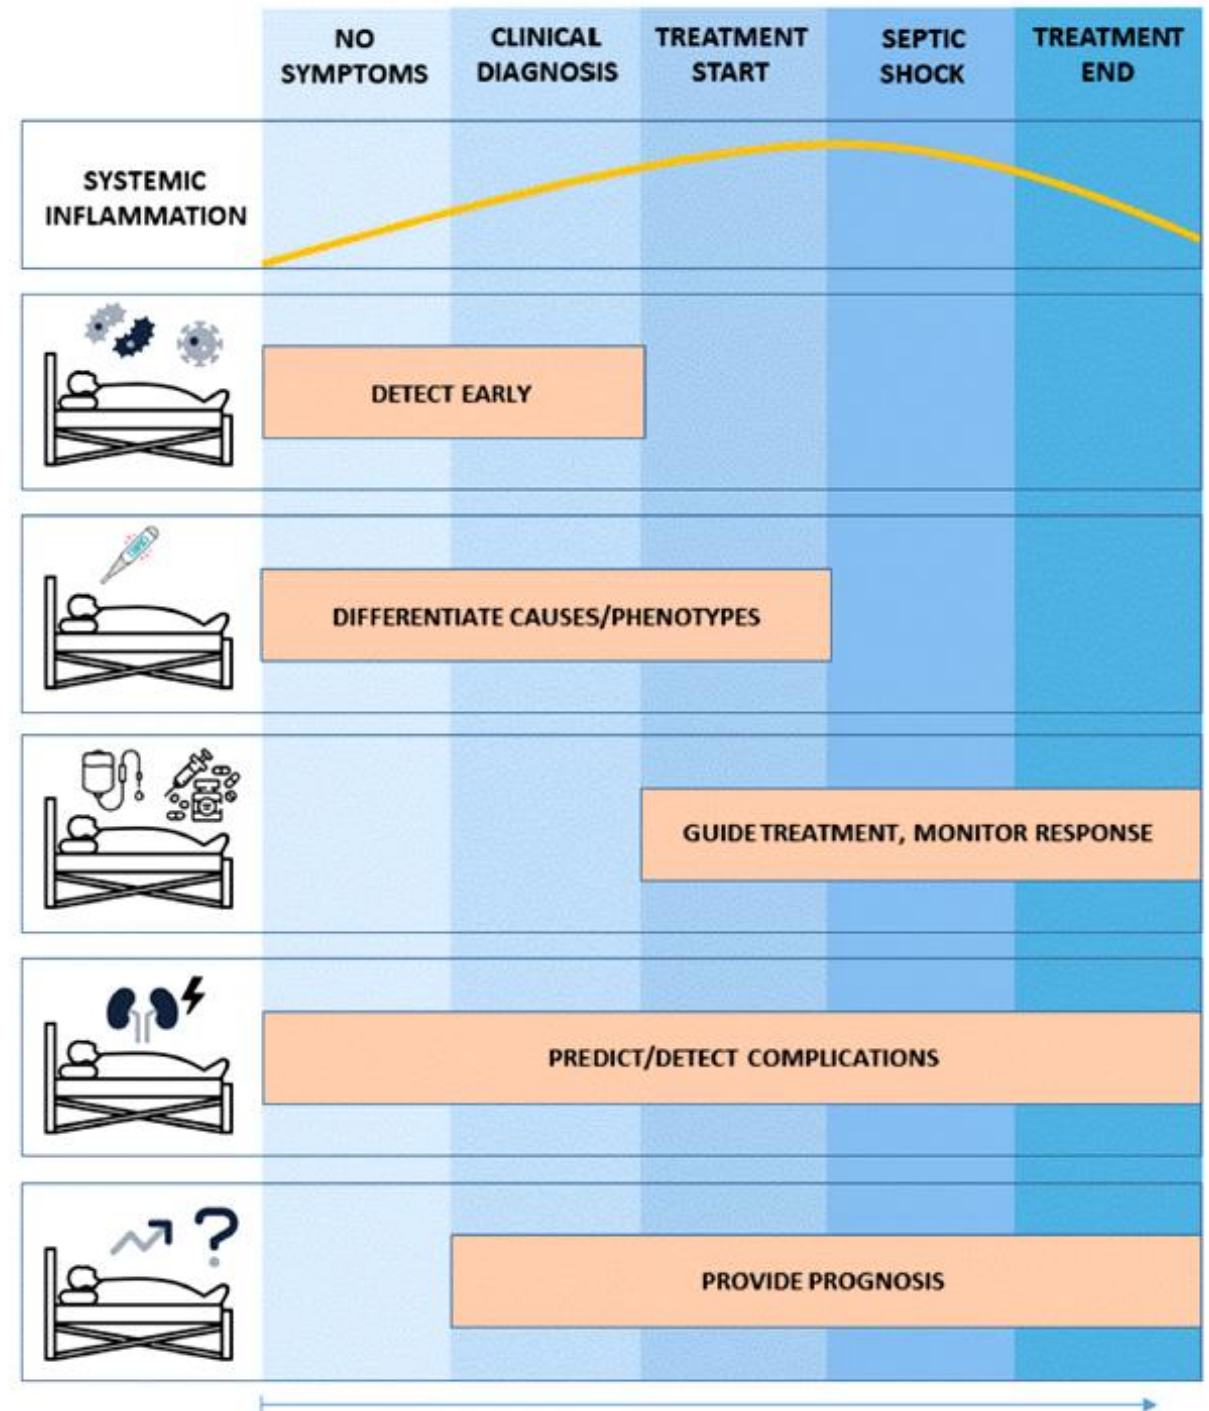 NO
SYMPTOMS
CLINICAL
DIAGNOSIS
TREATMENT
START
SEPTIC
SHOCK
TREATMENT
END
SYSTEMIC
INFLAMMATION
DETECT EARLY
DIFFERENTIATE CAUSES/PHENOTYPES
GUIDE TREATMENT, MONITOR RESPONSE
PREDICT/DETECT COMPLICATIONS
PROVIDE PROGNOSIS
?